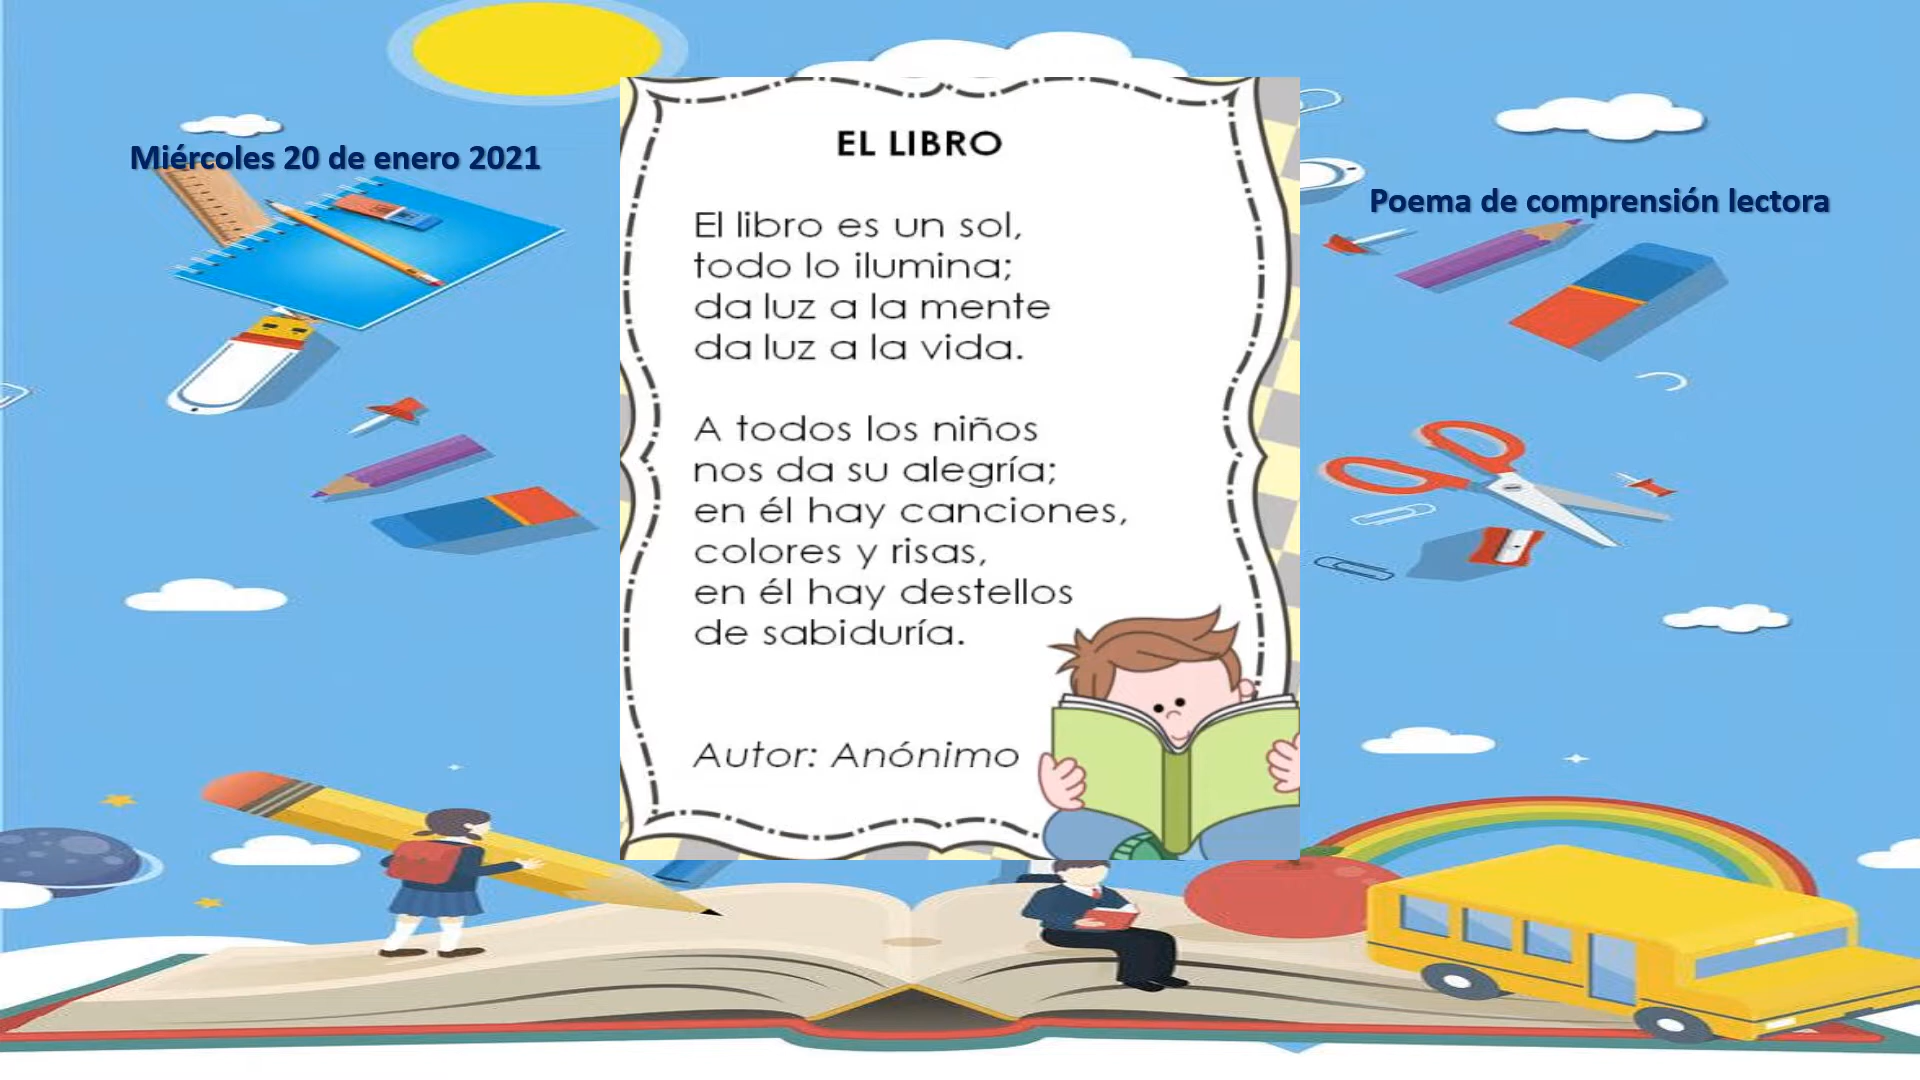 Miércoles 20 de enero 2021
Poema de comprensión lectora
EL LIBRO
El libro es un sol,
todo lo ilumina;
da luz a la mente
da luz a la vida.
A todos los niños
nos da su alegría;
en él hay canciones,
colores y risas,
en él hay destellos
de sabiduría.
Autor: Anónimo